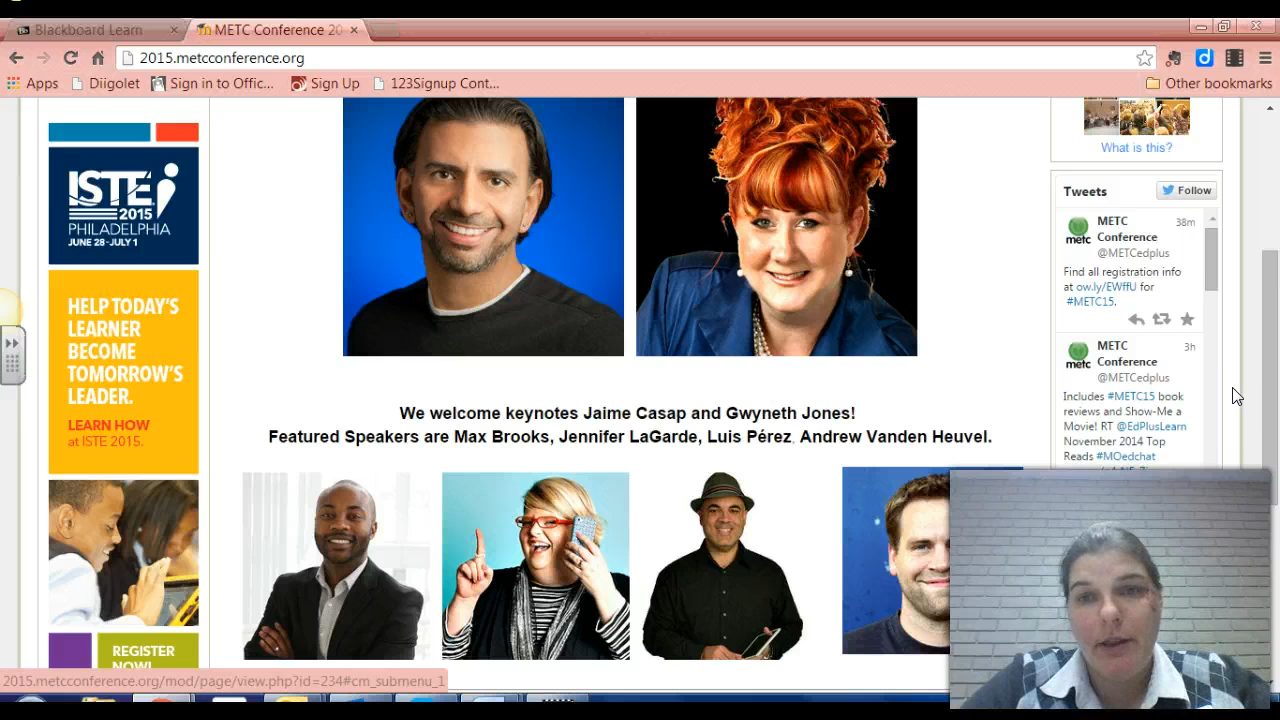 Blackboard Learn
METC Conference 20
2015.metcconference.org
Apps
Diigolet
Sign in to Offic...
Sign Up
123Signup Cont...
Other bookmarks
ISTE
2015
PHILADELPHIA
JUNE 28-JULY 1
HELP TODAY'S
LEARNER
BECOME
TOMORROW'S
LEADER.
LEARN HOW
at ISTE 2015.
REGISTER
NOW!
We welcome keynotes Jaime Casap and Gwyneth Jones!
Featured Speakers are Max Brooks, Jennifer LaGarde, Luis Pérez, Andrew Vanden Heuvel.
What is this?
Tweets
Follow
METC
Conference
38m
@METCedplus
metc
Find all registration info
at ow.ly/EWffU for
#METC15.
METC
Conference
3h
@METCedplus
metc
Includes #METC15 book
reviews and Show-Me a
Movie! RT @EdPlusLearn
November 2014 Top
Reads #MOedchat
2015.metcconference.org/mod/page/view.php?id=234#cm_submenu_1